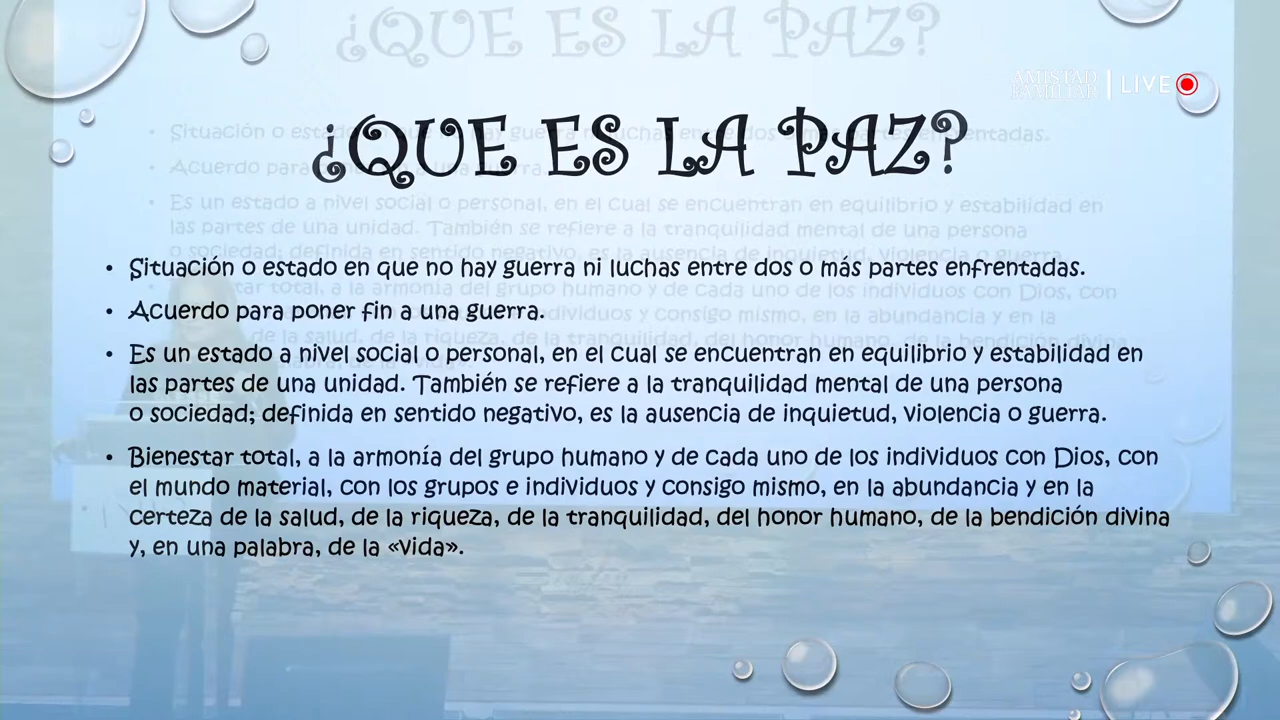 ¿QUE ES LA PAZ?
AMISTAD
FAMILIAR
LIVE
¿QUE ES LA PAZ?
• Situación o estado en que no hay guerra ni luchas entre dos o más partes enfrentadas.
• Acuerdo para poner fin a una guerra.
• Es un estado a nivel social o personal, en el cual se encuentran en equilibrio y estabilidad en
las partes de una unidad. También se refiere a la tranquilidad mental de una persona
o sociedad; definida en sentido negativo, es la ausencia de inquietud, violencia o guerra.
• Bienestar total, a la armonía del grupo humano y de cada uno de los individuos con Dios, con
el mundo material, con los grupos e individuos y consigo mismo, en la abundancia y en la
certeza de la salud, de la riqueza, de la tranquilidad, del honor humano, de la bendición divina
y, en una palabra, de la «vida».